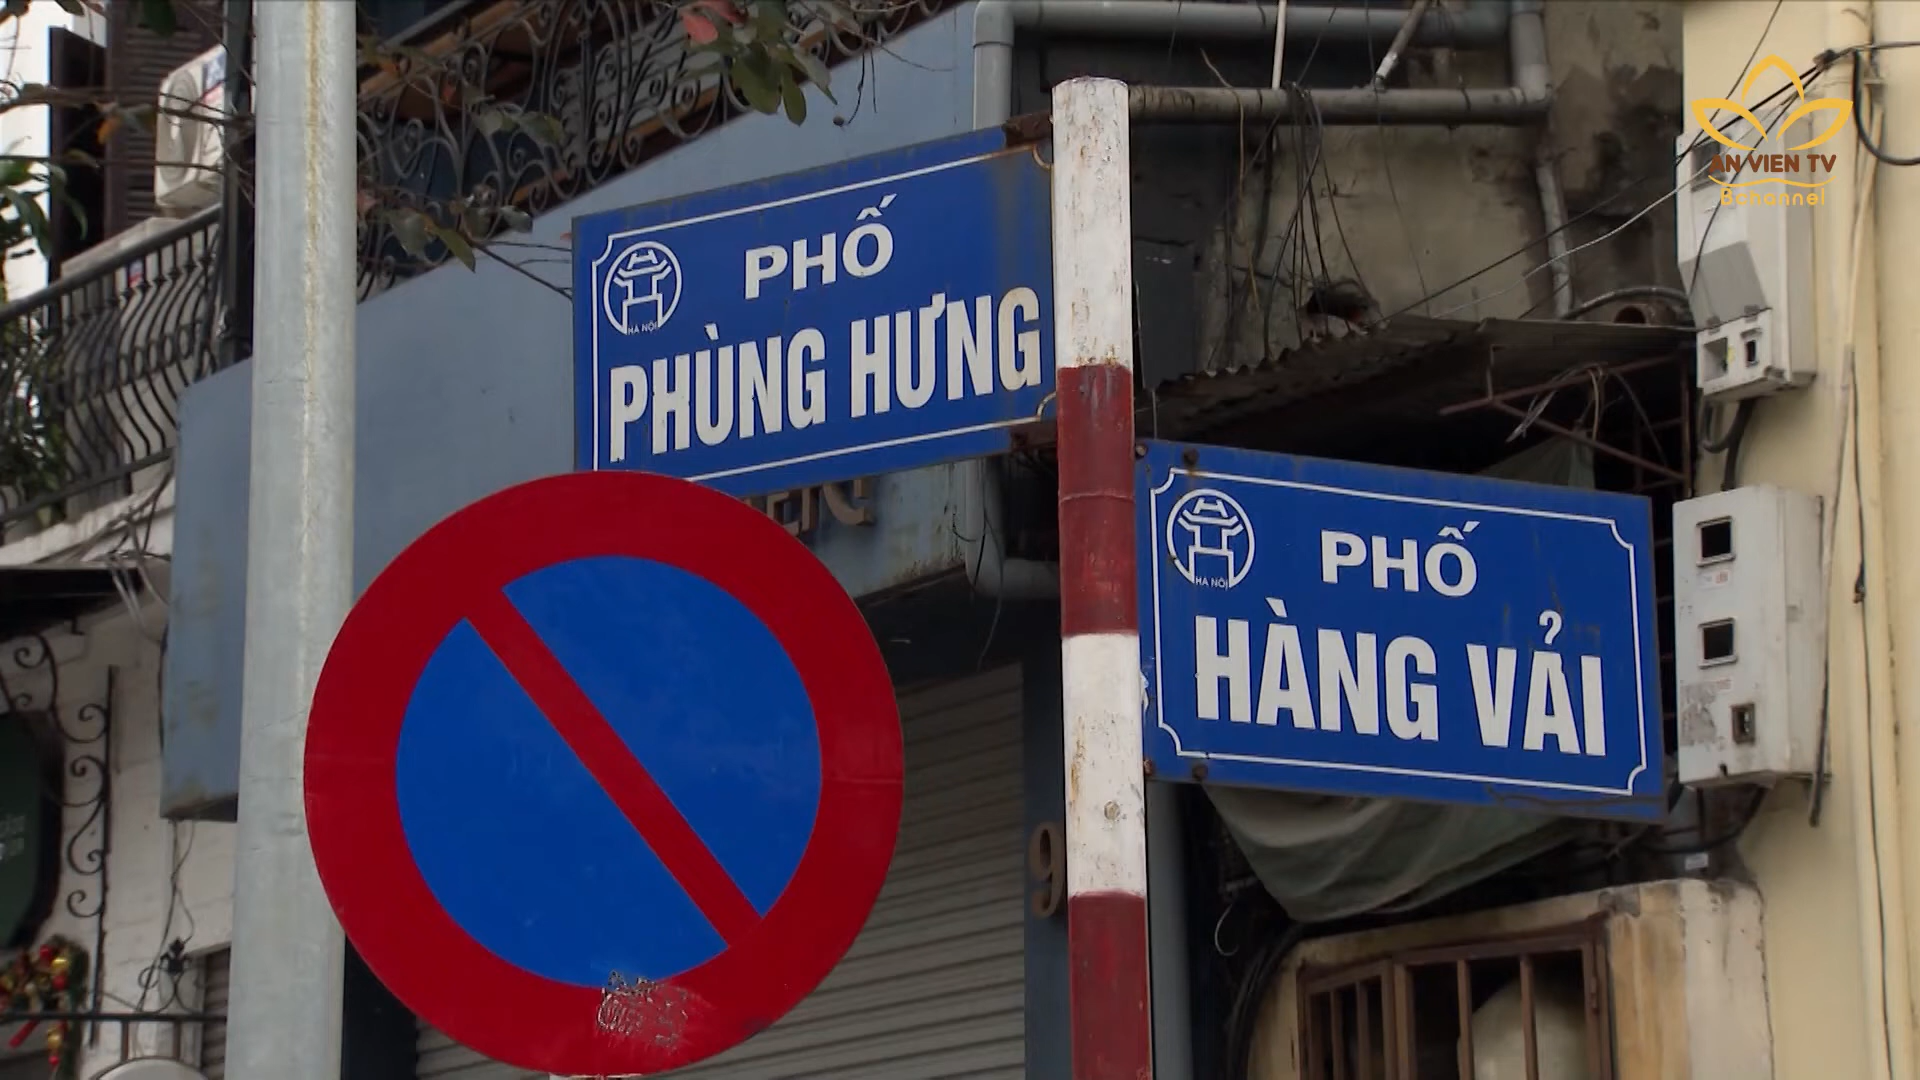 AN VIEN TV
Bchannel
PHỐ
PHÙNG HƯNG
HÀ NỘI
PHỐ
HÀNG VẢI
HÀ NỘI
9